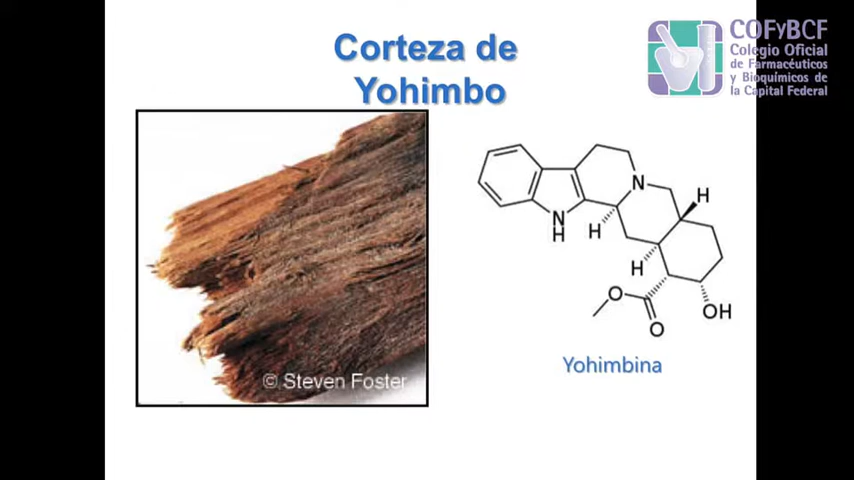 Corteza de
Yohimbo
COFyBCF
Colegio Oficial
de Farmacéuticos
y Bioquímicos de
la Capital Federal
© Steven Foster
N
H
N
H
H
H
O
O
OH
Yohimbina